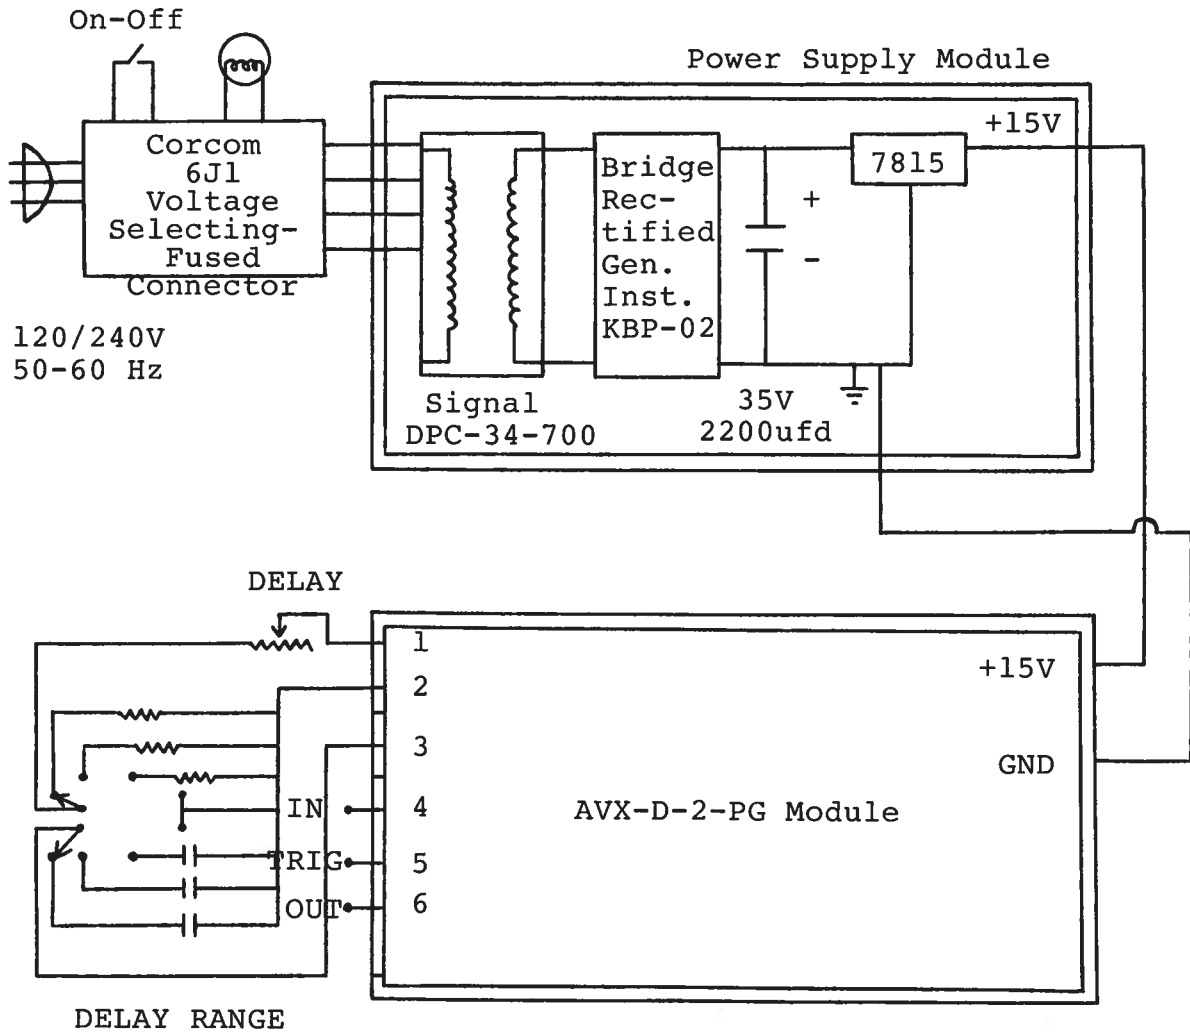 On-Off
Power Supply Module
Corcom
6J1
Voltage
Selecting-
Fused
Connector
120/240V
50-60 Hz
Signal
DPC-34-700
Bridge
Rec-
tified
Gen.
Inst.
KBP-02
+
-
35V
2200ufd
7815
+15V
DELAY
1
2
3
IN
4
TRIG
5
OUT
6
AVX-D-2-PG Module
+15V
GND
DELAY RANGE